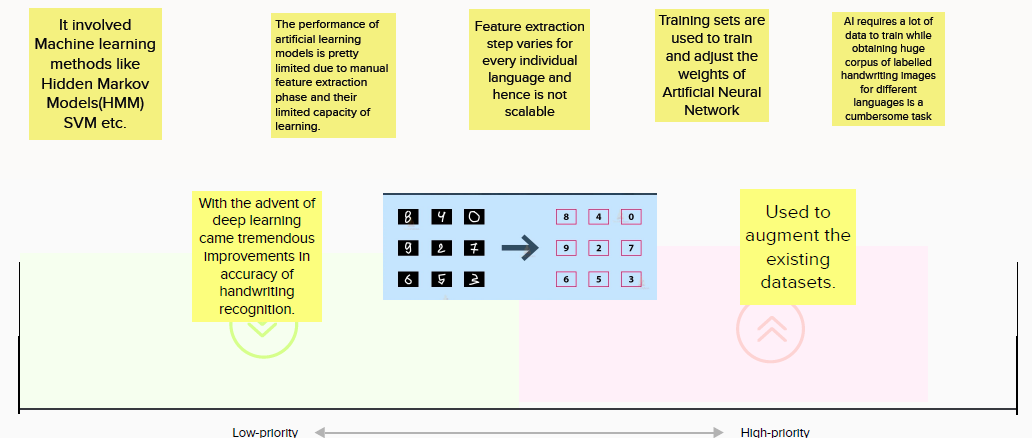 It involved
Machine learning
methods like
Hidden Markov
Models(HMM)
SVM etc.
The performance of
artificial learning
models is pretty
limited due to manual
feature extraction
phase and their
limited capacity of
learning.
Feature extraction
step varies for
every individual
language and
hence is not
scalable
Training sets are
used to train
and adjust the
weights of
Artificial Neural
Network
AI requires a lot of
data to train while
obtaining huge
corpus of labelled
handwriting images
for different
languages is a
cumbersome task
With the advent of
deep learning
came tremendous
improvements in
accuracy of
handwriting
recognition.
8 4 0
9 2 7
6 5 3
8 4 0
9 2 7
6 5 3
Used to
augment the
existing
datasets.
Low-priority
High-priority